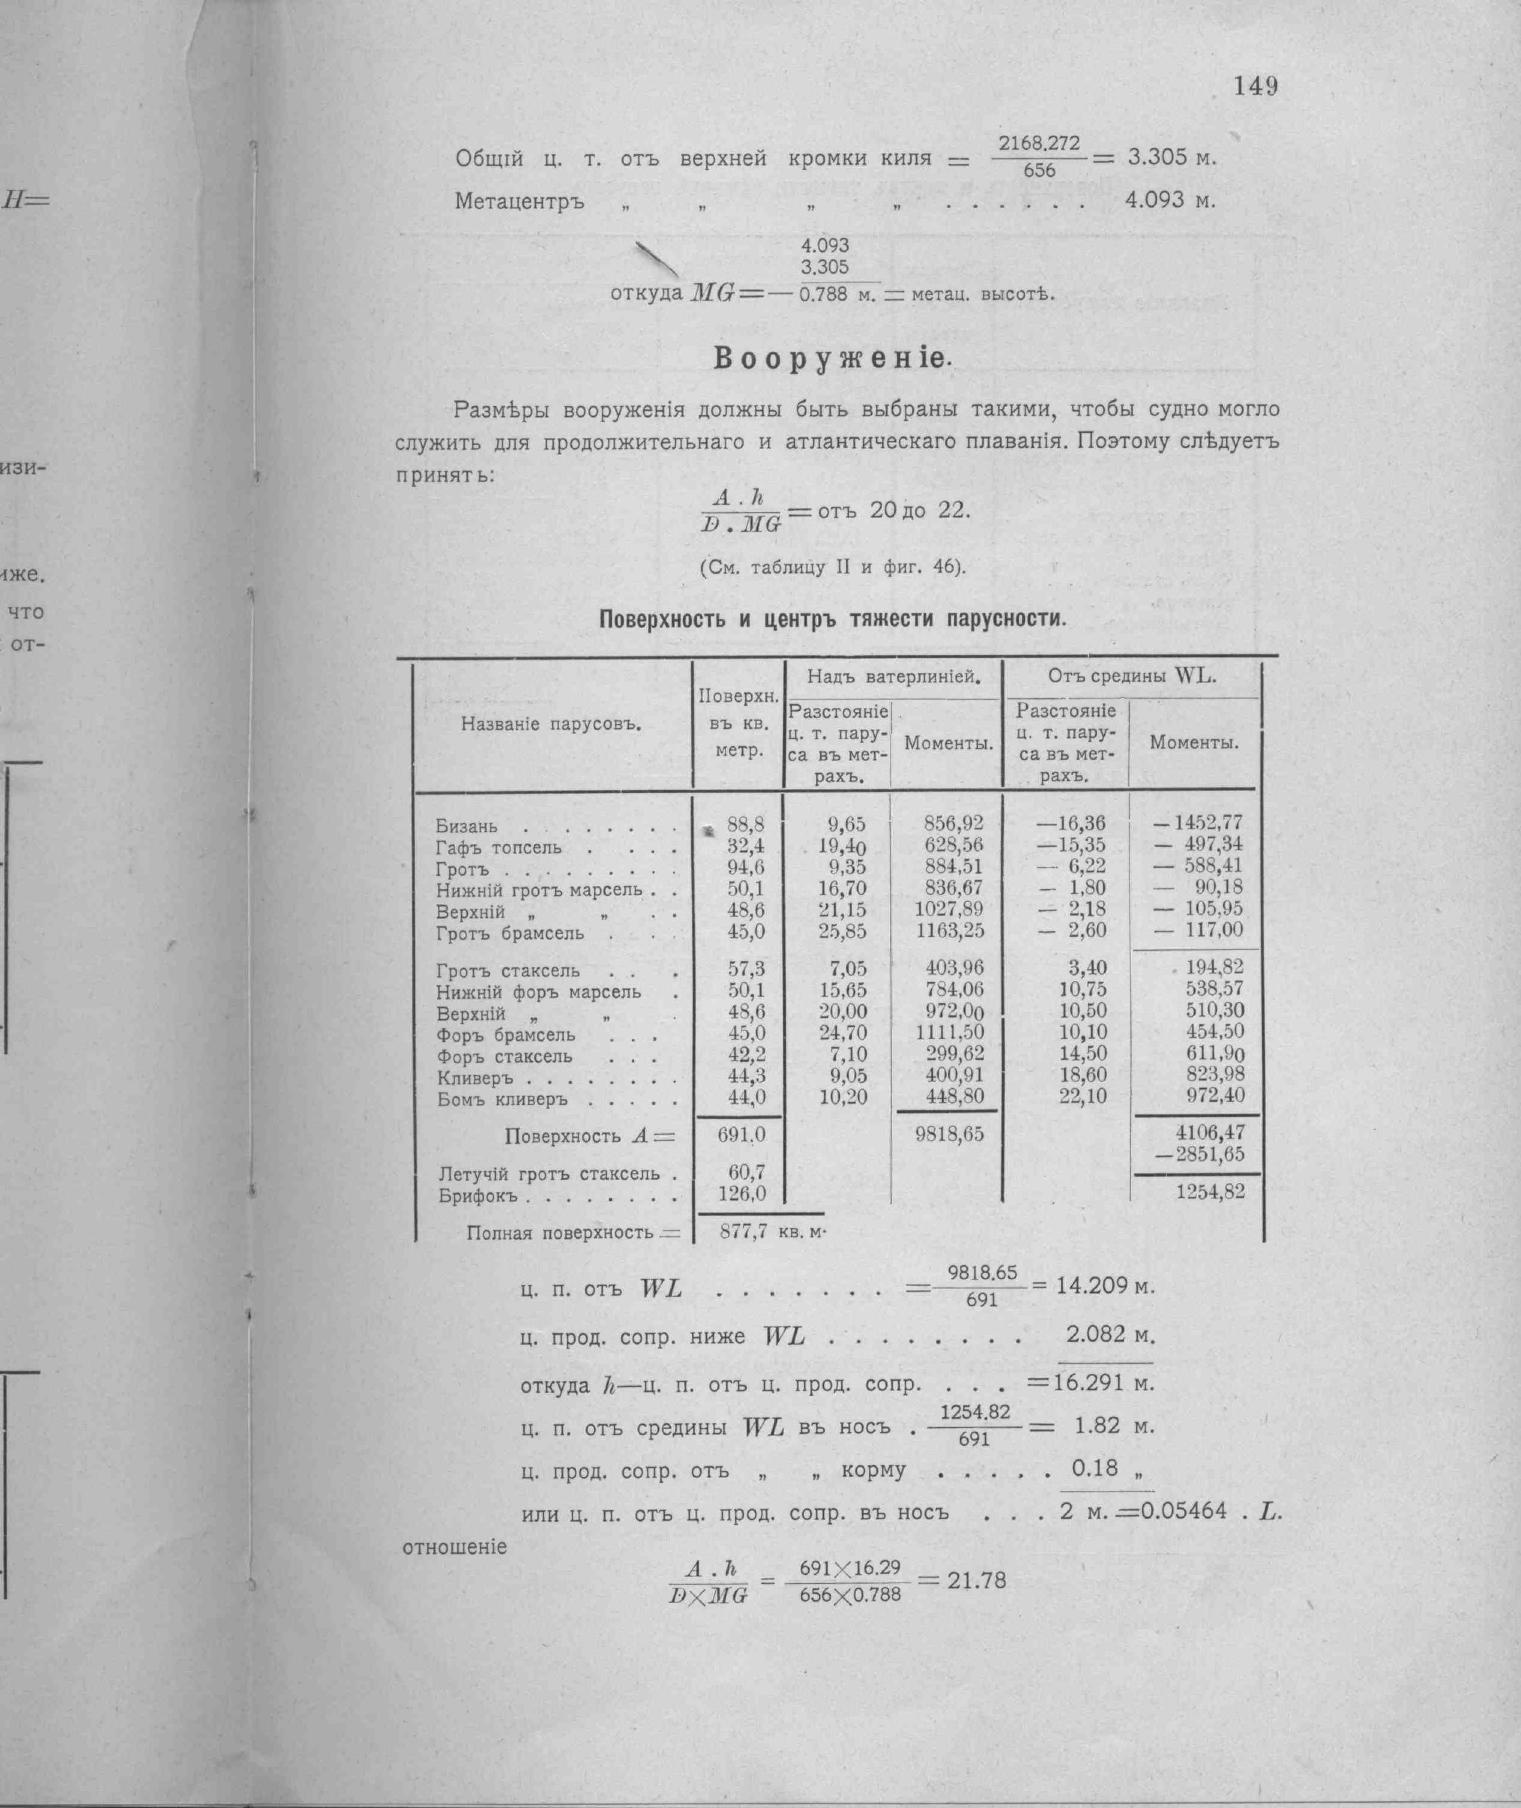 149
Общій ц. т. отъ верхней кромки киля = 2168.272 / 656 = 3.305 м.
Метацентръ „ „ „ „ . . . . . . 4.093 м.
H=
4.093
3.305
откуда MG = — 0.788 м. = метац. высотѣ.
Вооруженіе.
Размѣры вооруженія должны быть выбраны такими, чтобы судно могло
служить для продолжительнаго и атлантическаго плаванія. Поэтому слѣдуетъ
принять:
изи-
A . h / D . MG = отъ 20 до 22.
(См. таблицу II и фиг. 46).
иже.
что
от-
Поверхность и центръ тяжести парусности.
Названіе парусовъ. Поверхн. въ кв. метр. Надъ ватерлиніей. Отъ средины WL.
Разстояніе ц. т. пару-са въ мет-рахъ. Моменты. Разстояніе ц. т. пару-са въ мет-рахъ. Моменты.
Бизань . . . . . . . . 88,8 9,65 856,92 —16,36 —1452,77
Гафъ топсель . . . . 32,4 19,40 628,56 —15,35 — 497,34
Гротъ . . . . . . . . . 94,6 9,35 884,51 — 6,22 — 588,41
Нижній гротъ марсель . . 50,1 16,70 836,67 — 1,80 — 90,18
Верхній „ „ . . 48,6 21,15 1027,89 — 2,18 — 105,95
Гротъ брамсель . . . 45,0 25,85 1163,25 — 2,60 — 117,00
Гротъ стаксель . . . 57,3 7,05 403,96 3,40 194,82
Нижній форъ марсель . 50,1 15,65 784,06 10,75 538,57
Верхній „ „ . 48,6 20,00 972,00 10,50 510,30
Форъ брамсель . . . 45,0 24,70 1111,50 10,10 454,50
Форъ стаксель . . . 42,2 7,10 299,62 14,50 611,90
Кливеръ . . . . . . . . 44,3 9,05 400,91 18,60 823,98
Бомъ кливеръ . . . . . 44,0 10,20 448,80 22,10 972,40
Поверхность A = 691,0 9818,65 4106,47
—2851,65
Летучій гротъ стаксель . 60,7
Брифокъ . . . . . . . . 126,0 1254,82
Полная поверхность = 877,7 кв. м.
ц. п. отъ WL . . . . . . . = 9818.65 / 691 = 14.209 м.
ц. прод. сопр. ниже WL . . . . . . . . 2.082 м.
откуда h—ц. п. отъ ц. прод. сопр. . . . = 16.291 м.
ц. п. отъ средины WL въ носъ . 1254.82 / 691 = 1.82 м.
ц. прод. сопр. отъ „ „ корму . . . . . 0.18 „
или ц. п. отъ ц. прод. сопр. въ носъ . . . 2 м. = 0.05464 . L.
отношеніе
A . h / D×MG = 691×16.29 / 656×0.788 = 21.78